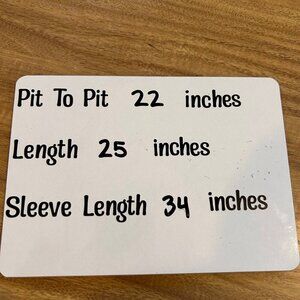 Pit To Pit 22 inches
Length 25 inches
Sleeve Length 34 inches